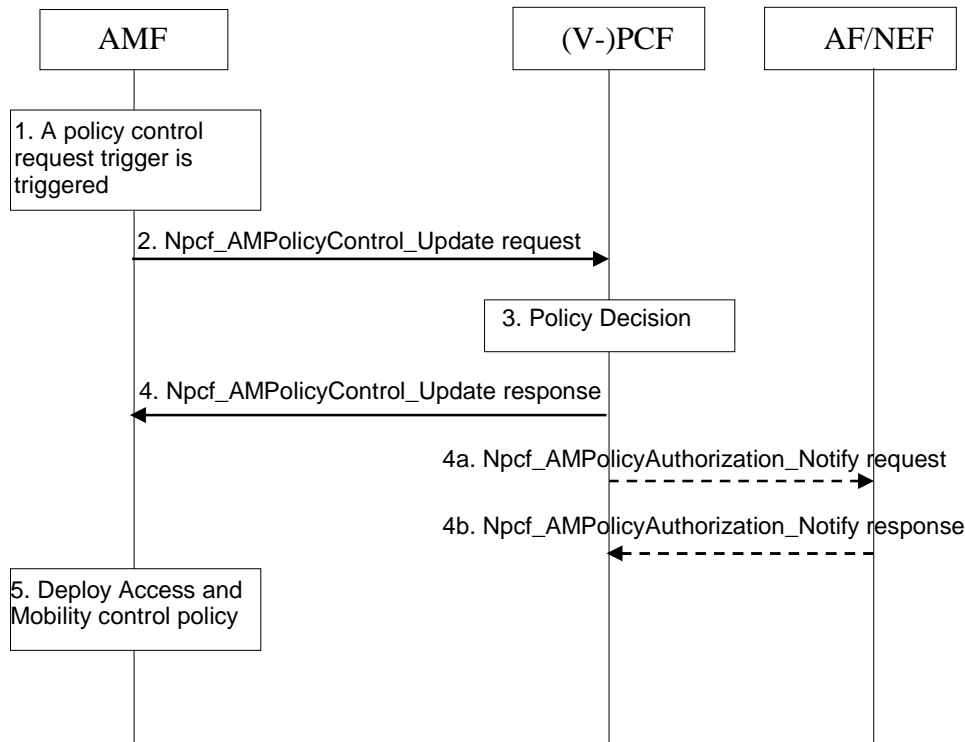 AMF
(V-)PCF
AF/NEF
1. A policy control
request trigger is
triggered
2. Npcf_AMPolicyControl_Update request
3. Policy Decision
4. Npcf_AMPolicyControl_Update response
4a. Npcf_AMPolicyAuthorization_Notify request
4b. Npcf_AMPolicyAuthorization_Notify response
5. Deploy Access and
Mobility control policy